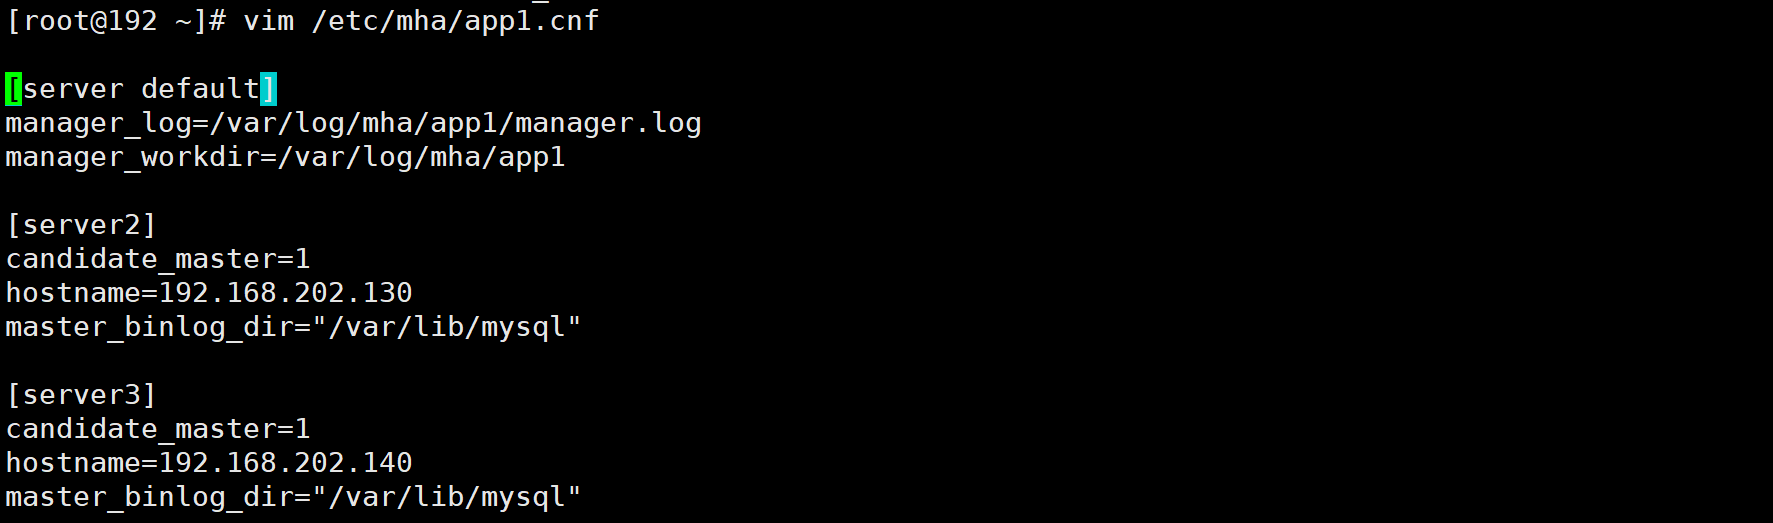 [root@192 ~]# vim /etc/mha/app1.cnf
[server default]
manager_log=/var/log/mha/app1/manager.log
manager_workdir=/var/log/mha/app1
[server2]
candidate_master=1
hostname=192.168.202.130
master_binlog_dir="/var/lib/mysql"
[server3]
candidate_master=1
hostname=192.168.202.140
master_binlog_dir="/var/lib/mysql"